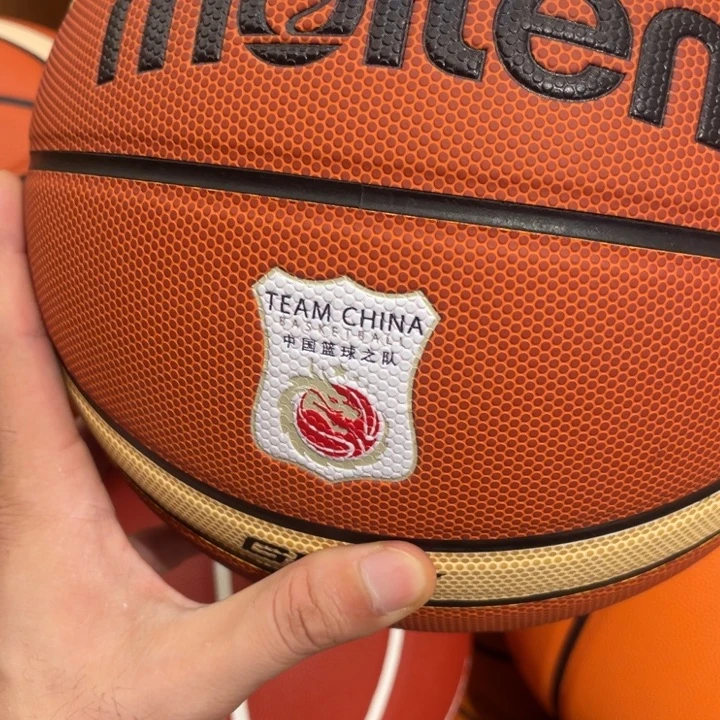 molten
TEAM CHINA
BASKETBALL
中国篮球之队